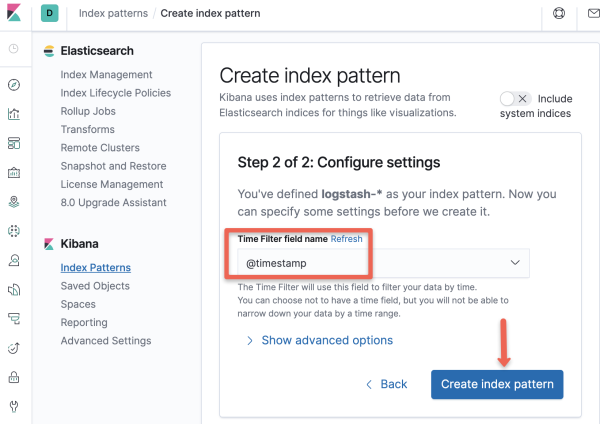 D Index patterns / Create index pattern
Elasticsearch
Index Management
Index Lifecycle Policies
Rollup Jobs
Transforms
Remote Clusters
Snapshot and Restore
License Management
8.0 Upgrade Assistant
Kibana
Index Patterns
Saved Objects
Spaces
Reporting
Advanced Settings
Create index pattern
Kibana uses index patterns to retrieve data from
Elasticsearch indices for things like visualizations.
Include
system indices
Step 2 of 2: Configure settings
You've defined logstash-* as your index pattern. Now you
can specify some settings before we create it.
Time Filter field name Refresh
@timestamp
The Time Filter will use this field to filter your data by time.
You can choose not to have a time field, but you will not be able to
narrow down your data by a time range.
Show advanced options
Back
Create index pattern